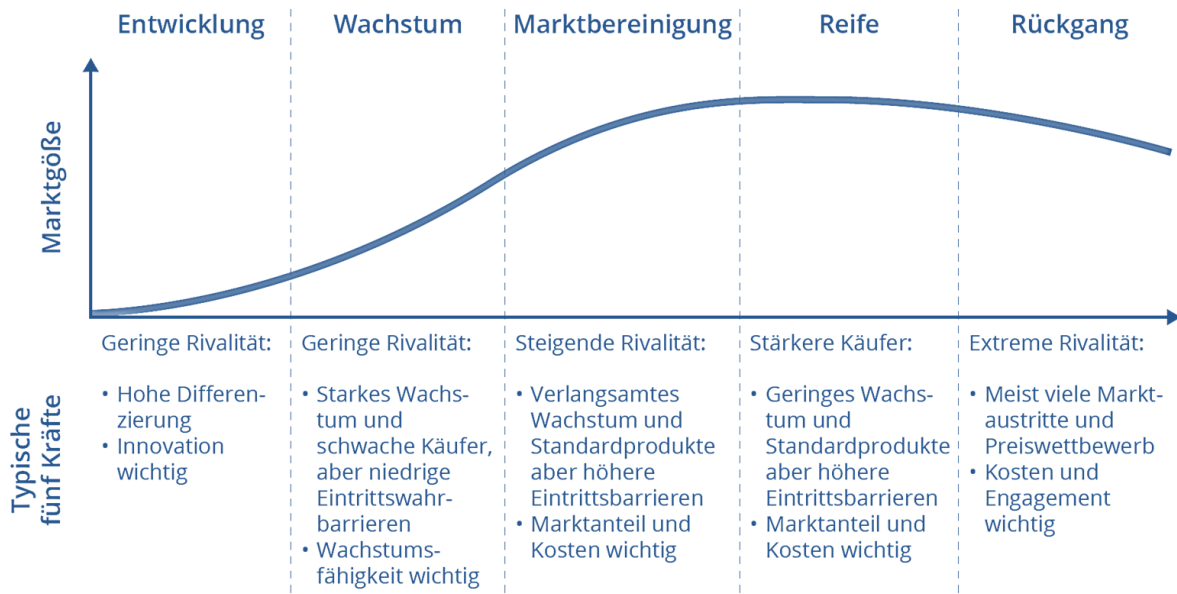 Entwicklung
Wachstum
Marktbereinigung
Reife
Rückgang
Marktgöße
Typische
fünf Kräfte
Geringe Rivalität:
• Hohe Differen-
zierung
• Innovation
wichtig
Geringe Rivalität:
• Starkes Wachs-
tum und
schwache Käufer,
aber niedrige
Eintrittswahr-
barrieren
• Wachstums-
fähigkeit wichtig
Steigende Rivalität:
• Verlangsamtes
Wachstum und
Standardprodukte
aber höhere
Eintrittsbarrieren
• Marktanteil und
Kosten wichtig
Stärkere Käufer:
• Geringes Wachs-
tum und
Standardprodukte
aber höhere
Eintrittsbarrieren
• Marktanteil und
Kosten wichtig
Extreme Rivalität:
• Meist viele Markt-
austritte und
Preiswettbewerb
• Kosten und
Engagement
wichtig